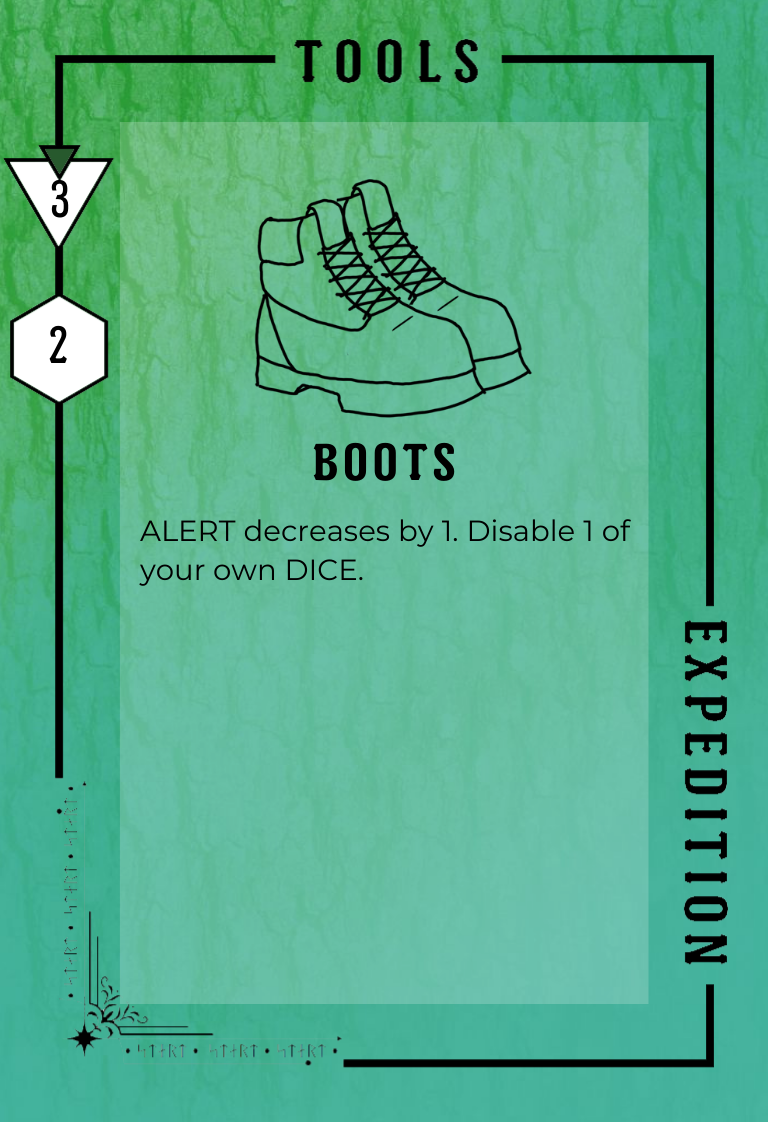 TOOLS
3
2
BOOTS
ALERT decreases by 1. Disable 1 of
your own DICE.
EXPEDITION